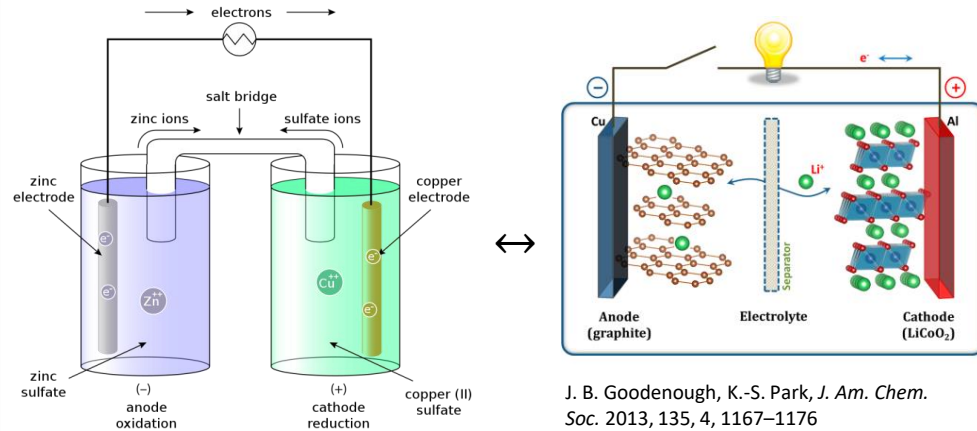 electrons
salt bridge
zinc ions
sulfate ions
zinc
electrode
copper
electrode
e⁻
e⁻
Zn⁺⁺
Cu⁺⁺
e⁻
e⁻
zinc
sulfate
(−)
anode
oxidation
(+)
cathode
reduction
copper (II)
sulfate
↔
e⁻
−
+
Cu
Al
Li⁺
Separator
Anode
(graphite)
Electrolyte
Cathode
(LiCoO₂)
J. B. Goodenough, K.-S. Park, J. Am. Chem.
Soc. 2013, 135, 4, 1167–1176